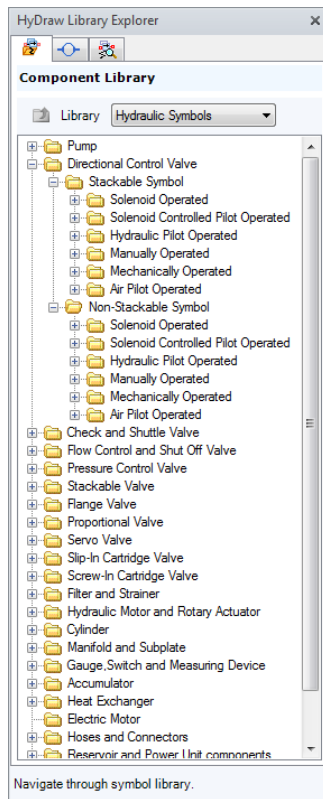 HyDraw Library Explorer
Component Library
Library Hydraulic Symbols
Pump
Directional Control Valve
Stackable Symbol
Solenoid Operated
Solenoid Controlled Pilot Operated
Hydraulic Pilot Operated
Manually Operated
Mechanically Operated
Air Pilot Operated
Non-Stackable Symbol
Solenoid Operated
Solenoid Controlled Pilot Operated
Hydraulic Pilot Operated
Manually Operated
Mechanically Operated
Air Pilot Operated
Check and Shuttle Valve
Flow Control and Shut Off Valve
Pressure Control Valve
Stackable Valve
Flange Valve
Proportional Valve
Servo Valve
Slip-In Cartridge Valve
Screw-In Cartridge Valve
Filter and Strainer
Hydraulic Motor and Rotary Actuator
Cylinder
Manifold and Subplate
Gauge,Switch and Measuring Device
Accumulator
Heat Exchanger
Electric Motor
Hoses and Connectors
Reservoir and Power Unit components
Navigate through symbol library.